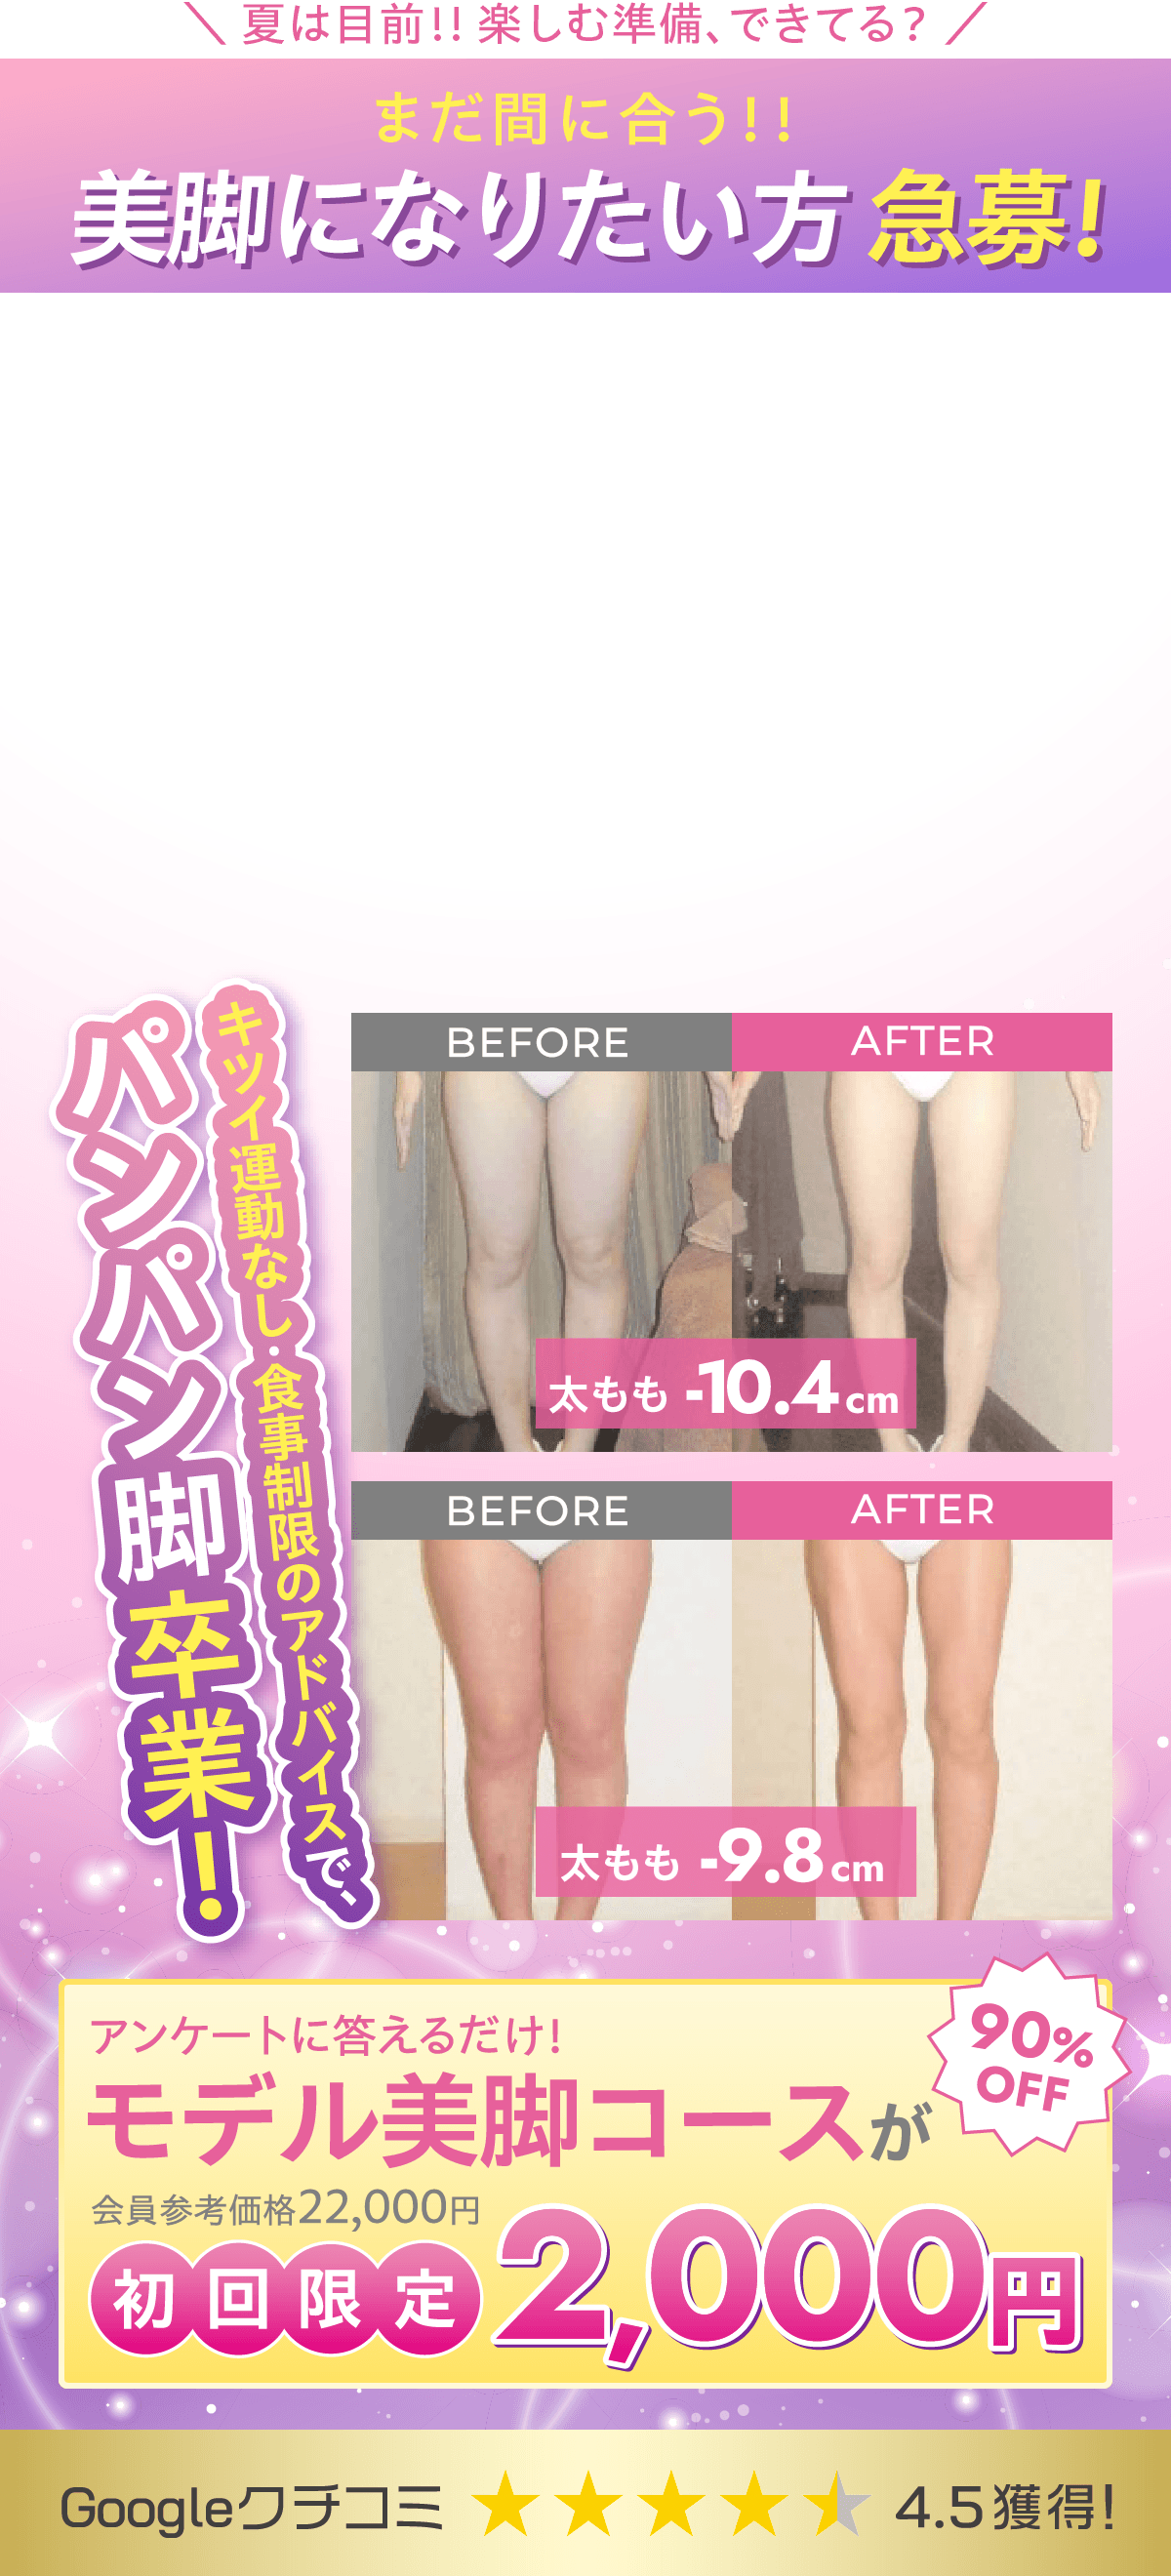 ＼ 夏は目前!! 楽しむ準備、できてる? ／
まだ間に合う!!
美脚になりたい方 急募!
キツイ運動なし・食事制限のアドバイスで、
パンパン脚卒業!
BEFORE AFTER
太もも -10.4cm
BEFORE AFTER
太もも -9.8cm
90%
OFF
アンケートに答えるだけ!
モデル美脚コースが
会員参考価格22,000円
初回限定 2,000円
Googleクチコミ ★★★★★ 4.5獲得!